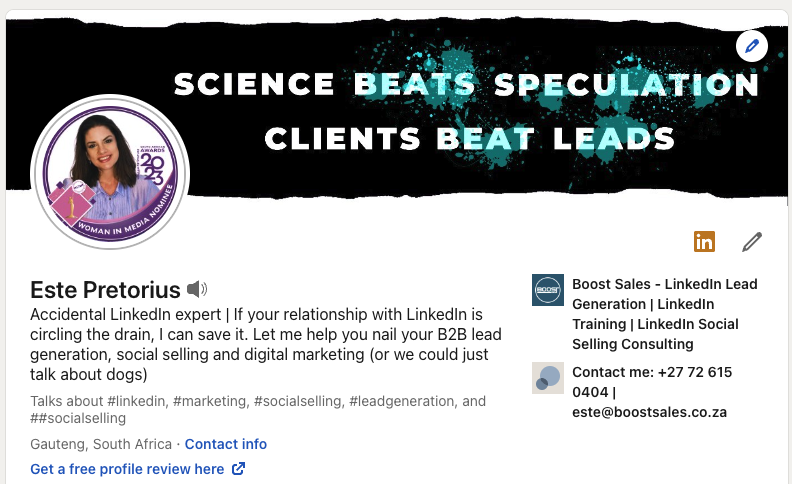 SCIENCE BEATS SPECULATION
CLIENTS BEAT LEADS
AWARDS
2023
WOMAN IN MEDIA NOMINEE
in
Este Pretorius
Accidental LinkedIn expert | If your relationship with LinkedIn is
circling the drain, I can save it. Let me help you nail your B2B lead
generation, social selling and digital marketing (or we could just
talk about dogs)
Talks about #linkedin, #marketing, #socialselling, #leadgeneration, and
##socialselling
Gauteng, South Africa · Contact info
Get a free profile review here
BOOST
Boost Sales - LinkedIn Lead
Generation | LinkedIn
Training | LinkedIn Social
Selling Consulting
Contact me: +27 72 615
0404 |
este@boostsales.co.za